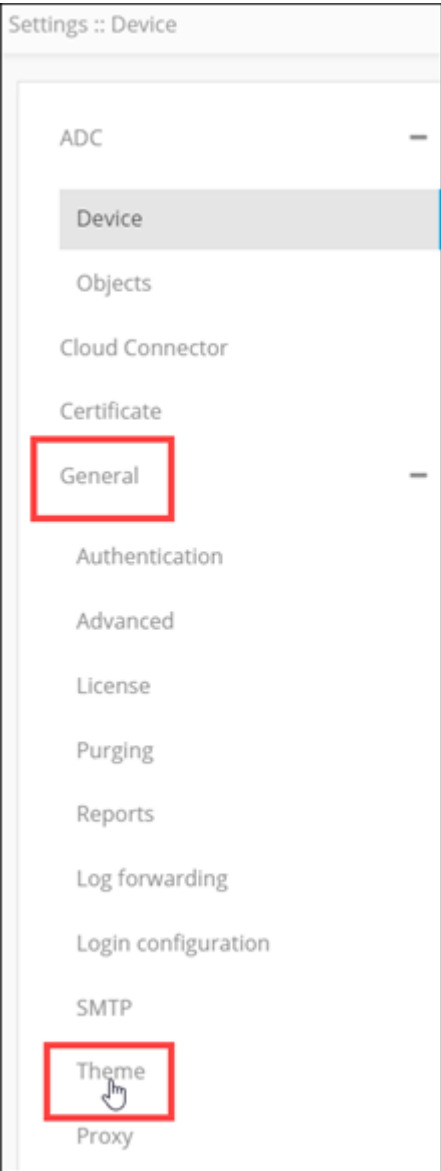 Settings :: Device
ADC
Device
Objects
Cloud Connector
Certificate
General
Authentication
Advanced
License
Purging
Reports
Log forwarding
Login configuration
SMTP
Theme
Proxy